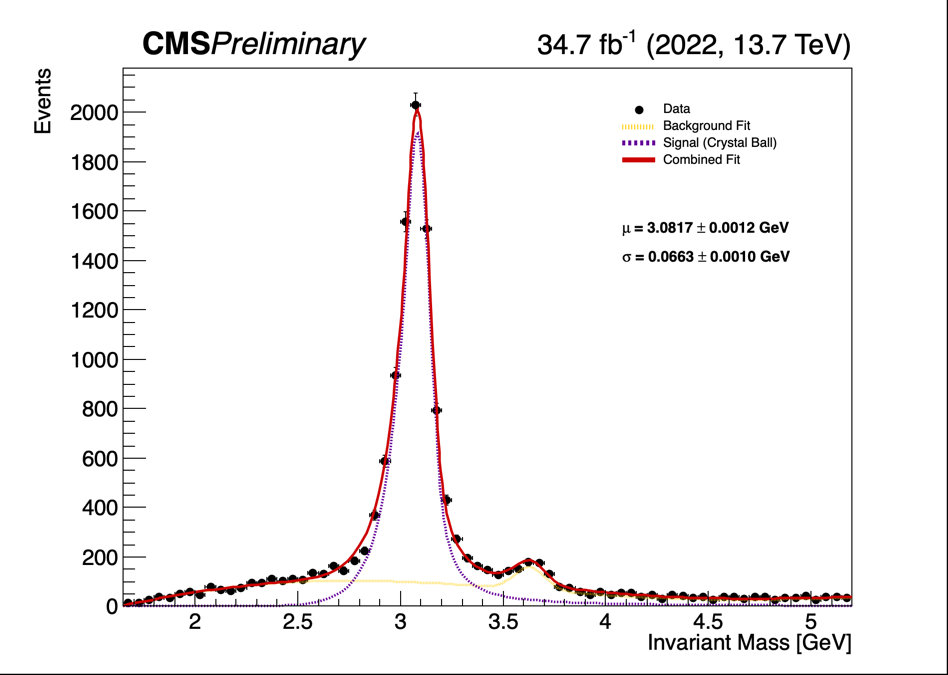 CMSPreliminary 34.7 fb⁻¹ (2022, 13.7 TeV)
Events
2000
1800
1600
1400
1200
1000
800
600
400
200
0
Data
Background Fit
Signal (Crystal Ball)
Combined Fit
μ = 3.0817 ± 0.0012 GeV
σ = 0.0663 ± 0.0010 GeV
2 2.5 3 3.5 4 4.5 5
Invariant Mass [GeV]